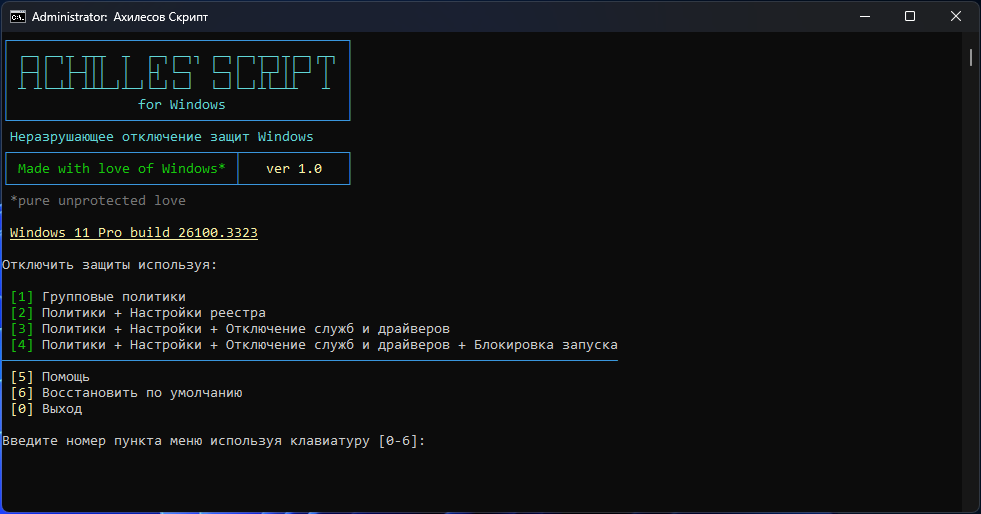 Administrator: Ахилесов Скрипт
ACHILLES SCRIPT
for Windows
Неразрушающее отключение защит Windows
Made with love of Windows* ver 1.0
*pure unprotected love
Windows 11 Pro build 26100.3323
Отключить защиты используя:
[1] Групповые политики
[2] Политики + Настройки реестра
[3] Политики + Настройки + Отключение служб и драйверов
[4] Политики + Настройки + Отключение служб и драйверов + Блокировка запуска
[5] Помощь
[6] Восстановить по умолчанию
[0] Выход
Введите номер пункта меню используя клавиатуру [0-6]: